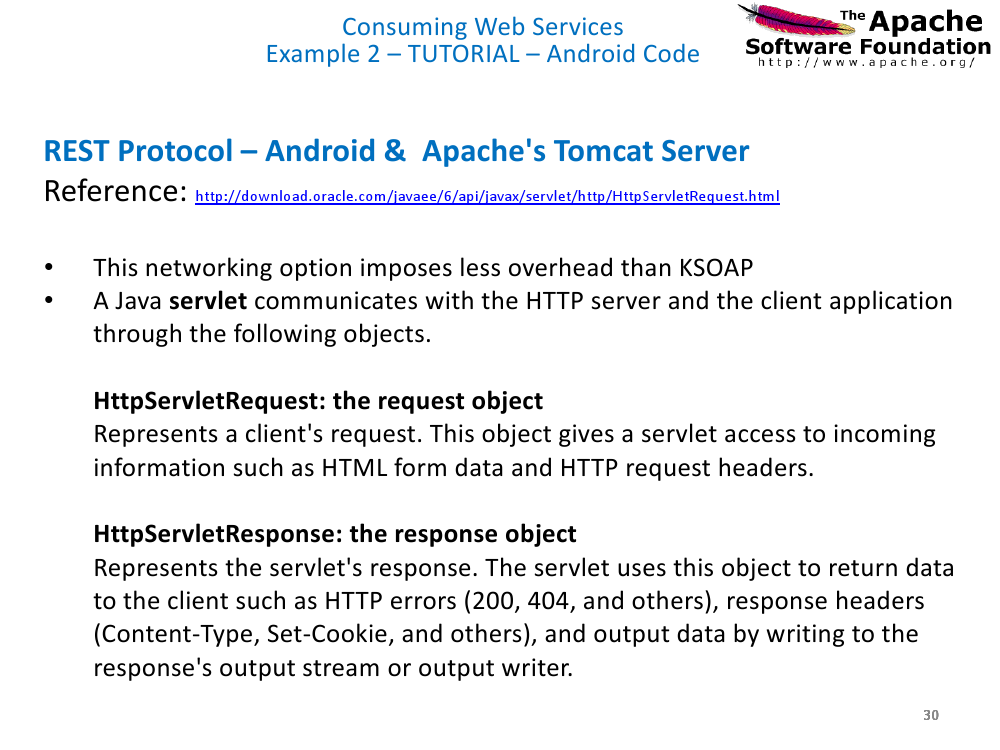 Consuming Web Services
Example 2 – TUTORIAL – Android Code
The Apache
Software Foundation
http://www.apache.org/
REST Protocol – Android &  Apache's Tomcat Server
Reference: http://download.oracle.com/javaee/6/api/javax/servlet/http/HttpServletRequest.html
• This networking option imposes less overhead than KSOAP
• A Java servlet communicates with the HTTP server and the client application
through the following objects.
HttpServletRequest: the request object
Represents a client's request. This object gives a servlet access to incoming
information such as HTML form data and HTTP request headers.
HttpServletResponse: the response object
Represents the servlet's response. The servlet uses this object to return data
to the client such as HTTP errors (200, 404, and others), response headers
(Content-Type, Set-Cookie, and others), and output data by writing to the
response's output stream or output writer.
30